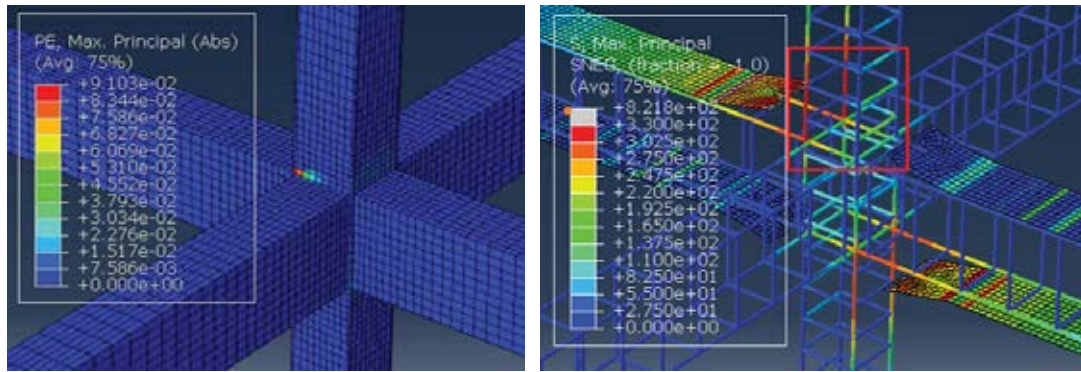 PE, Max. Principal (Abs)
(Avg: 75%)
+9.103e-02
+8.344e-02
+7.586e-02
+6.827e-02
+6.069e-02
+5.310e-02
+4.552e-02
+3.793e-02
+3.034e-02
+2.276e-02
+1.517e-02
+7.586e-03
+0.000e+00
S, Max. Principal
SNEG, (fraction = -1.0)
(Avg: 75%)
+8.218e+02
+3.300e+02
+3.025e+02
+2.750e+02
+2.475e+02
+2.200e+02
+1.925e+02
+1.650e+02
+1.375e+02
+1.100e+02
+8.250e+01
+5.500e+01
+2.750e+01
+0.000e+00